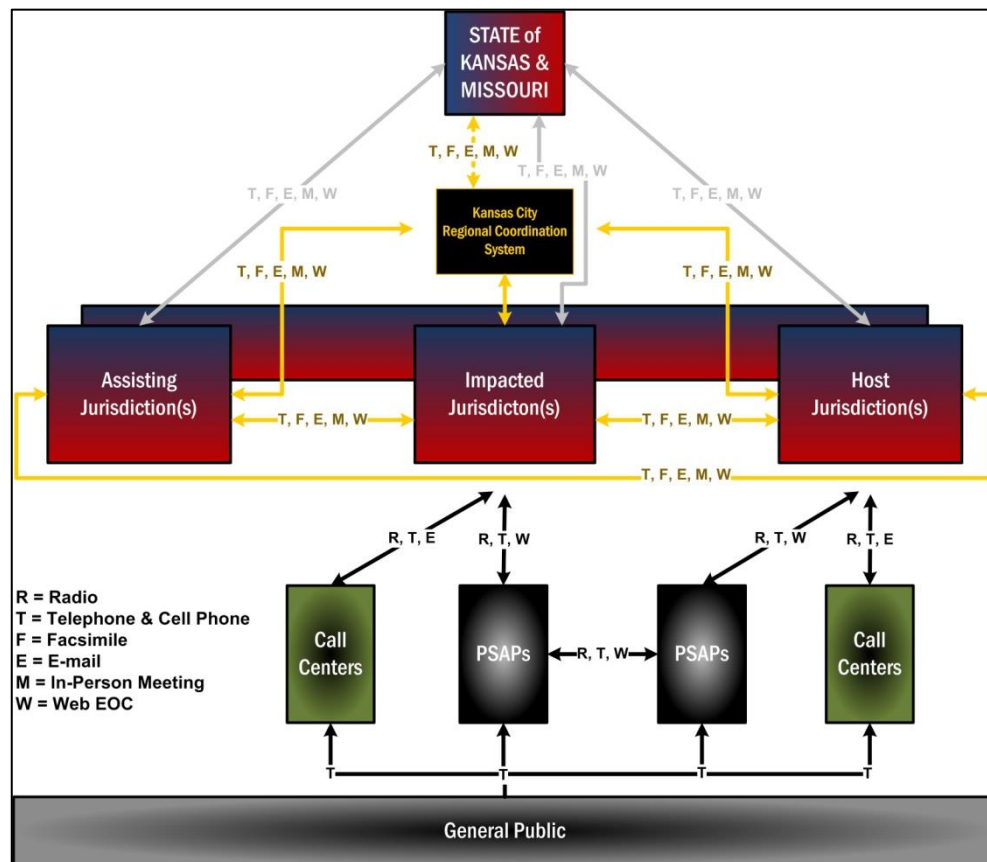 STATE of
KANSAS &
MISSOURI
T, F, E, M, W
T, F, E, M, W
T, F, E, M, W
T, F, E, M, W
Kansas City
Regional Coordination
System
T, F, E, M, W
T, F, E, M, W
Assisting
Jurisdiction(s)
Impacted
Jurisdicton(s)
Host
Jurisdiction(s)
T, F, E, M, W
T, F, E, M, W
T, F, E, M, W
R, T, E
R, T, W
R, T, W
R, T, E
R = Radio
T = Telephone & Cell Phone
F = Facsimile
E = E-mail
M = In-Person Meeting
W = Web EOC
Call
Centers
PSAPs
R, T, W
PSAPs
Call
Centers
T
T
T
T
General Public